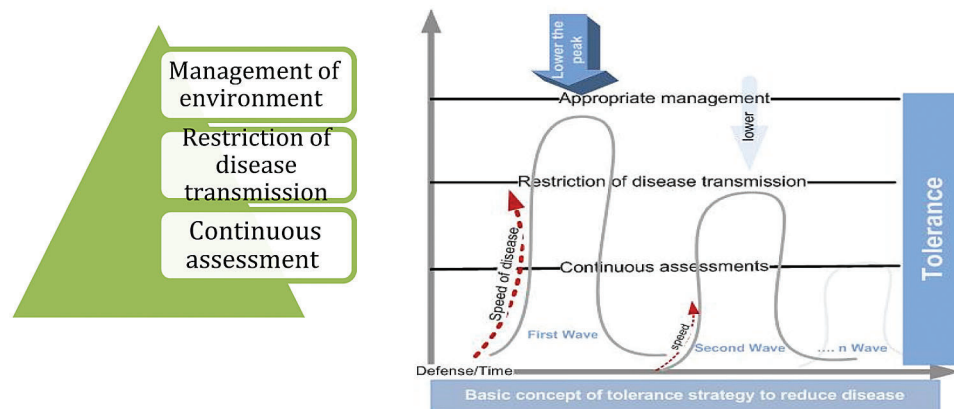 Management of
environment
Restriction of
disease
transmission
Continuous
assessment
Lower the
peak
Appropriate management
lower
Restriction of disease transmission
Speed of disease
Continuous assessments
Tolerance
First Wave
speed
Second Wave
.... n Wave
Defense/Time
Basic concept of tolerance strategy to reduce disease